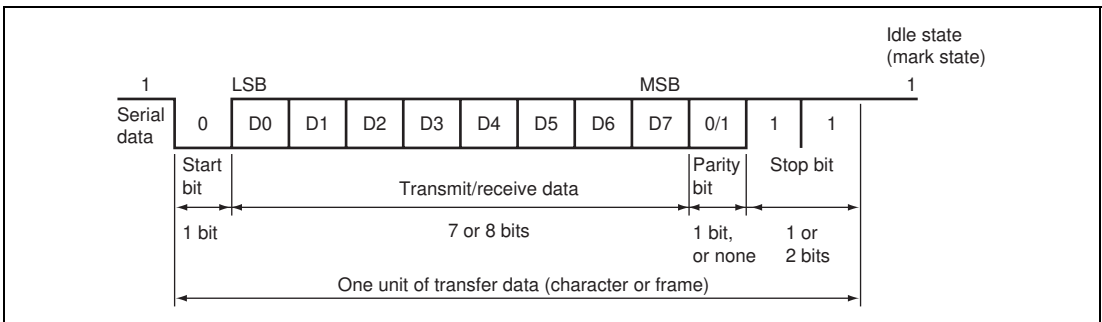 Idle state
(mark state)
1 LSB MSB 1
Serial
data
0 D0 D1 D2 D3 D4 D5 D6 D7 0/1 1 1
Start
bit
Transmit/receive data
Parity
bit
Stop bit
1 bit
7 or 8 bits
1 bit,
or none
1 or
2 bits
One unit of transfer data (character or frame)